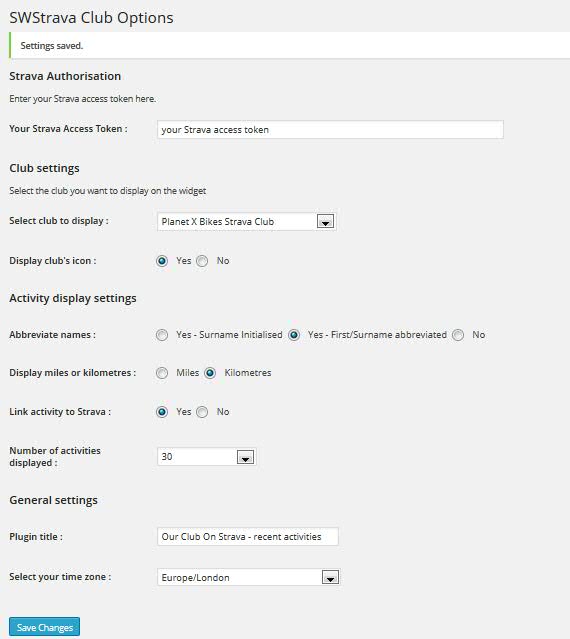 SWStrava Club Options
Settings saved.
Strava Authorisation
Enter your Strava access token here.
Your Strava Access Token : your Strava access token
Club settings
Select the club you want to display on the widget
Select club to display : Planet X Bikes Strava Club
Display club's icon : Yes No
Activity display settings
Abbreviate names : Yes - Surname Initialised Yes - First/Surname abbreviated No
Display miles or kilometres : Miles Kilometres
Link activity to Strava : Yes No
Number of activities
displayed : 30
General settings
Plugin title : Our Club On Strava - recent activities
Select your time zone : Europe/London
Save Changes